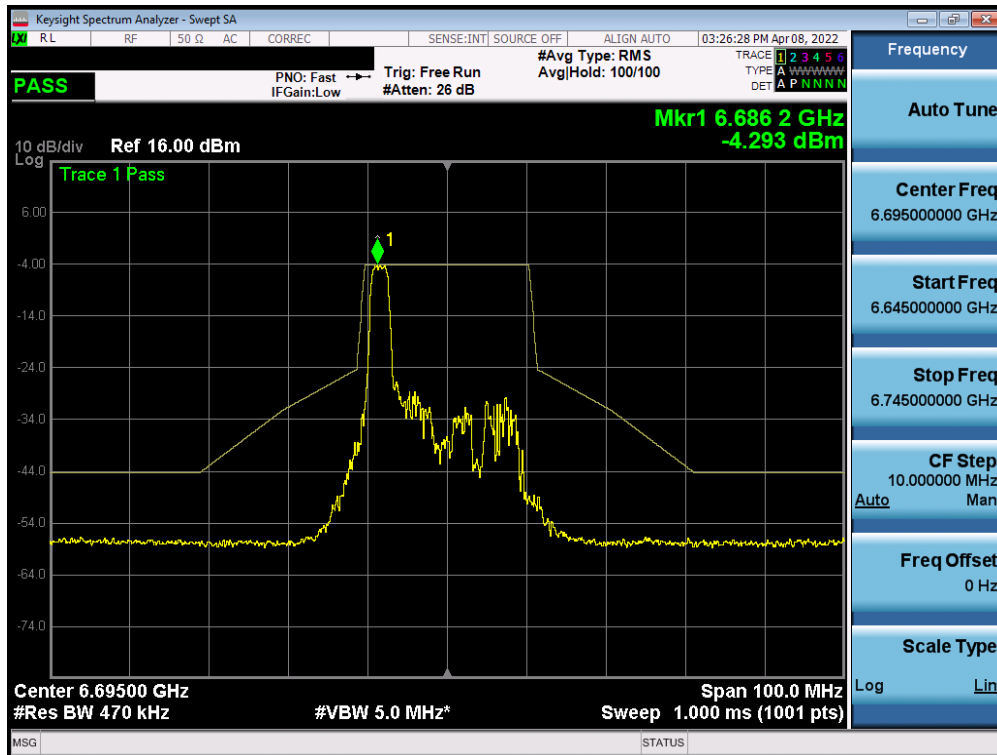 Keysight Spectrum Analyzer - Swept SA
LXI RL RF 50 Ω AC CORREC SENSE:INT SOURCE OFF ALIGN AUTO 03:26:28 PM Apr 08, 2022
PASS
PNO: Fast
IFGain:Low
Trig: Free Run
#Atten: 26 dB
#Avg Type: RMS
Avg|Hold: 100/100
TRACE 1 2 3 4 5 6
TYPE A WWWWW
DET A P N N N N
Mkr1 6.686 2 GHz
-4.293 dBm
10 dB/div Ref 16.00 dBm
Log
Trace 1 Pass
1
6.00
-4.00
-14.0
-24.0
-34.0
-44.0
-54.0
-64.0
-74.0
Center 6.69500 GHz Span 100.0 MHz
#Res BW 470 kHz #VBW 5.0 MHz* Sweep 1.000 ms (1001 pts)
MSG STATUS
Frequency
Auto Tune
Center Freq
6.695000000 GHz
Start Freq
6.645000000 GHz
Stop Freq
6.745000000 GHz
CF Step
10.000000 MHz
Auto Man
Freq Offset
0 Hz
Scale Type
Log Lin